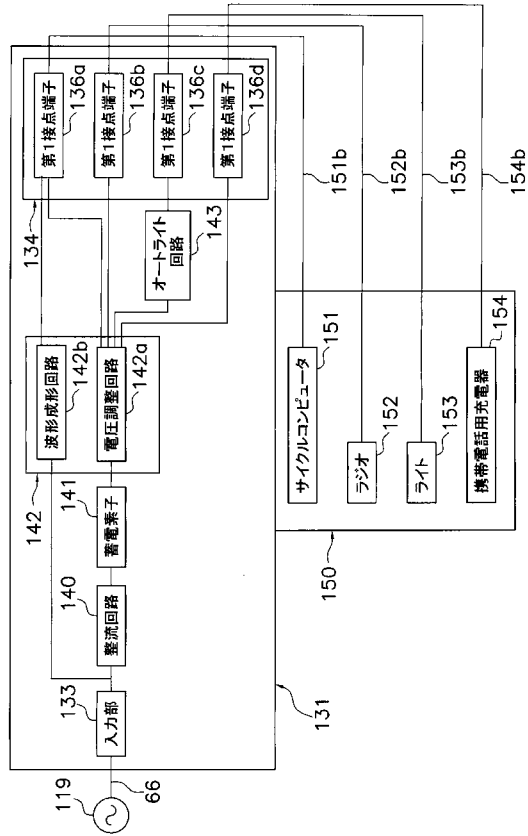 119
66
入力部
133
整流回路
140
蓄電素子
141
142
波形成形回路
142b
電圧調整回路
142a
オートライト
回路
143
134
第1接点端子
136a
第1接点端子
136b
第1接点端子
136c
第1接点端子
136d
131
150
サイクルコンピュータ
151
ラジオ
152
ライト
153
携帯電話用充電器
154
151b
152b
153b
154b